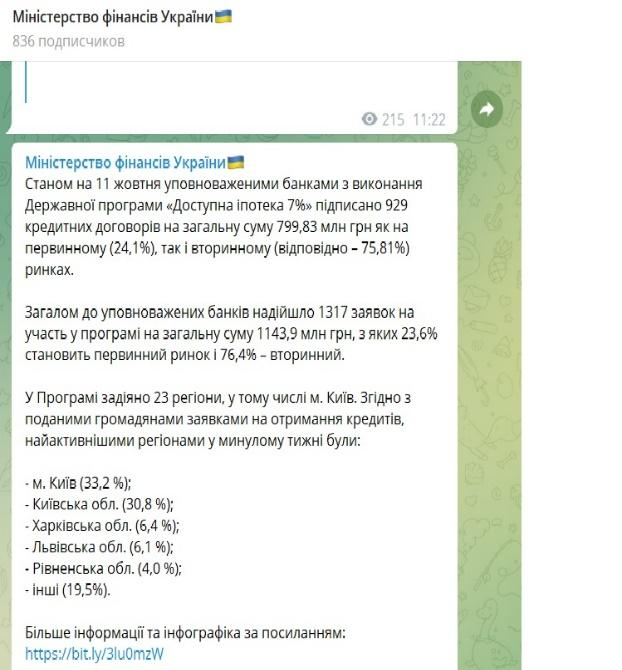 Міністерство фінансів України🇺🇦
836 подписчиков
215 11:22
Міністерство фінансів України🇺🇦
Станом на 11 жовтня уповноваженими банками з виконання
Державної програми «Доступна іпотека 7%» підписано 929
кредитних договорів на загальну суму 799,83 млн грн як на
первинному (24,1%), так і вторинному (відповідно – 75,81%)
ринках.
Загалом до уповноважених банків надійшло 1317 заявок на
участь у програмі на загальну суму 1143,9 млн грн, з яких 23,6%
становить первинний ринок і 76,4% – вторинний.
У Програмі задіяно 23 регіони, у тому числі м. Київ. Згідно з
поданими громадянами заявками на отримання кредитів,
найактивнішими регіонами у минулому тижні були:
- м. Київ (33,2 %);
- Київська обл. (30,8 %);
- Харківська обл. (6,4 %);
- Львівська обл. (6,1 %);
- Рівненська обл. (4,0 %);
- інші (19,5%).
Більше інформації та інфографіка за посиланням:
https://bit.ly/3lu0mzW